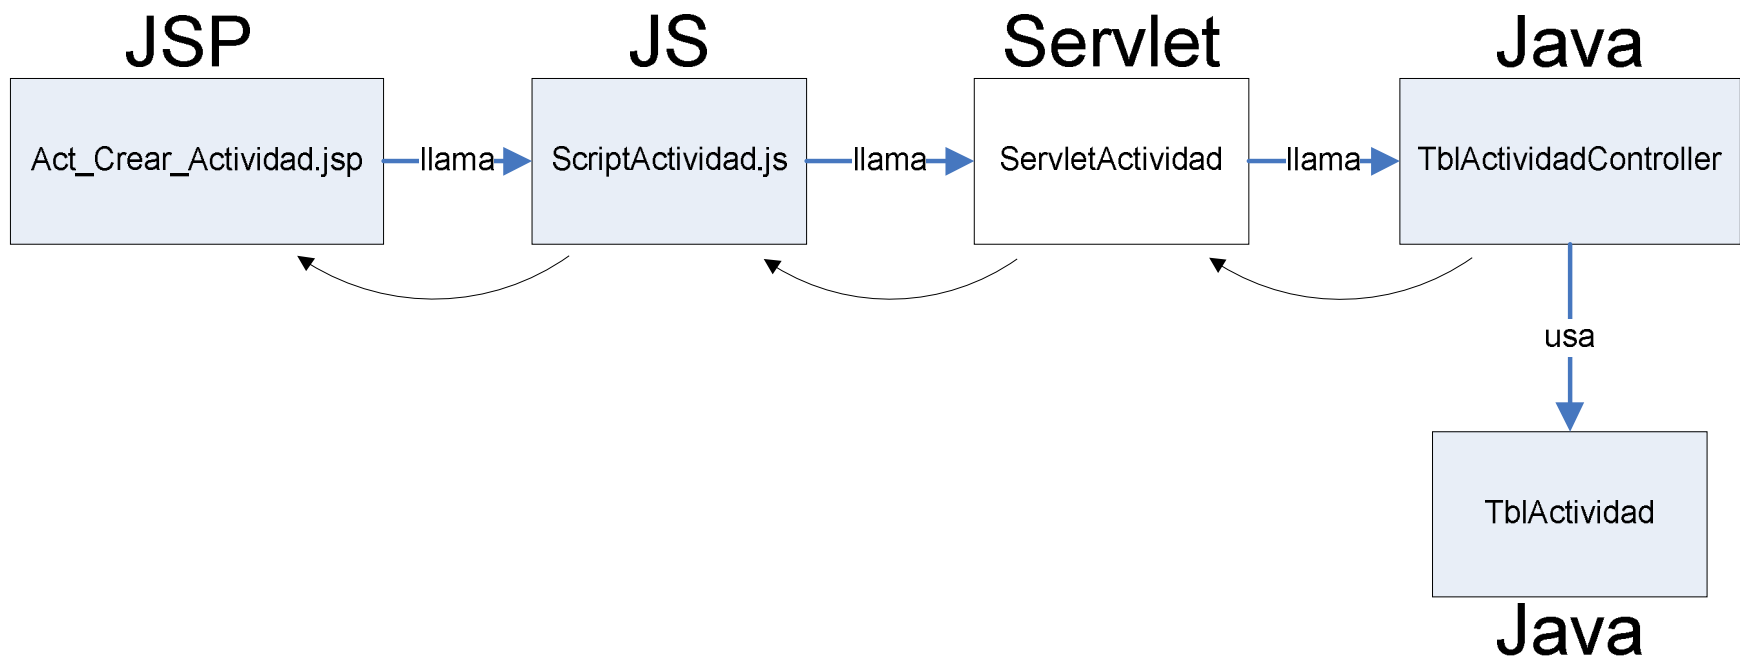 JSP
JS
Servlet
Java
Act_Crear_Actividad.jsp
llama
ScriptActividad.js
llama
ServletActividad
llama
TblActividadController
usa
TblActividad
Java